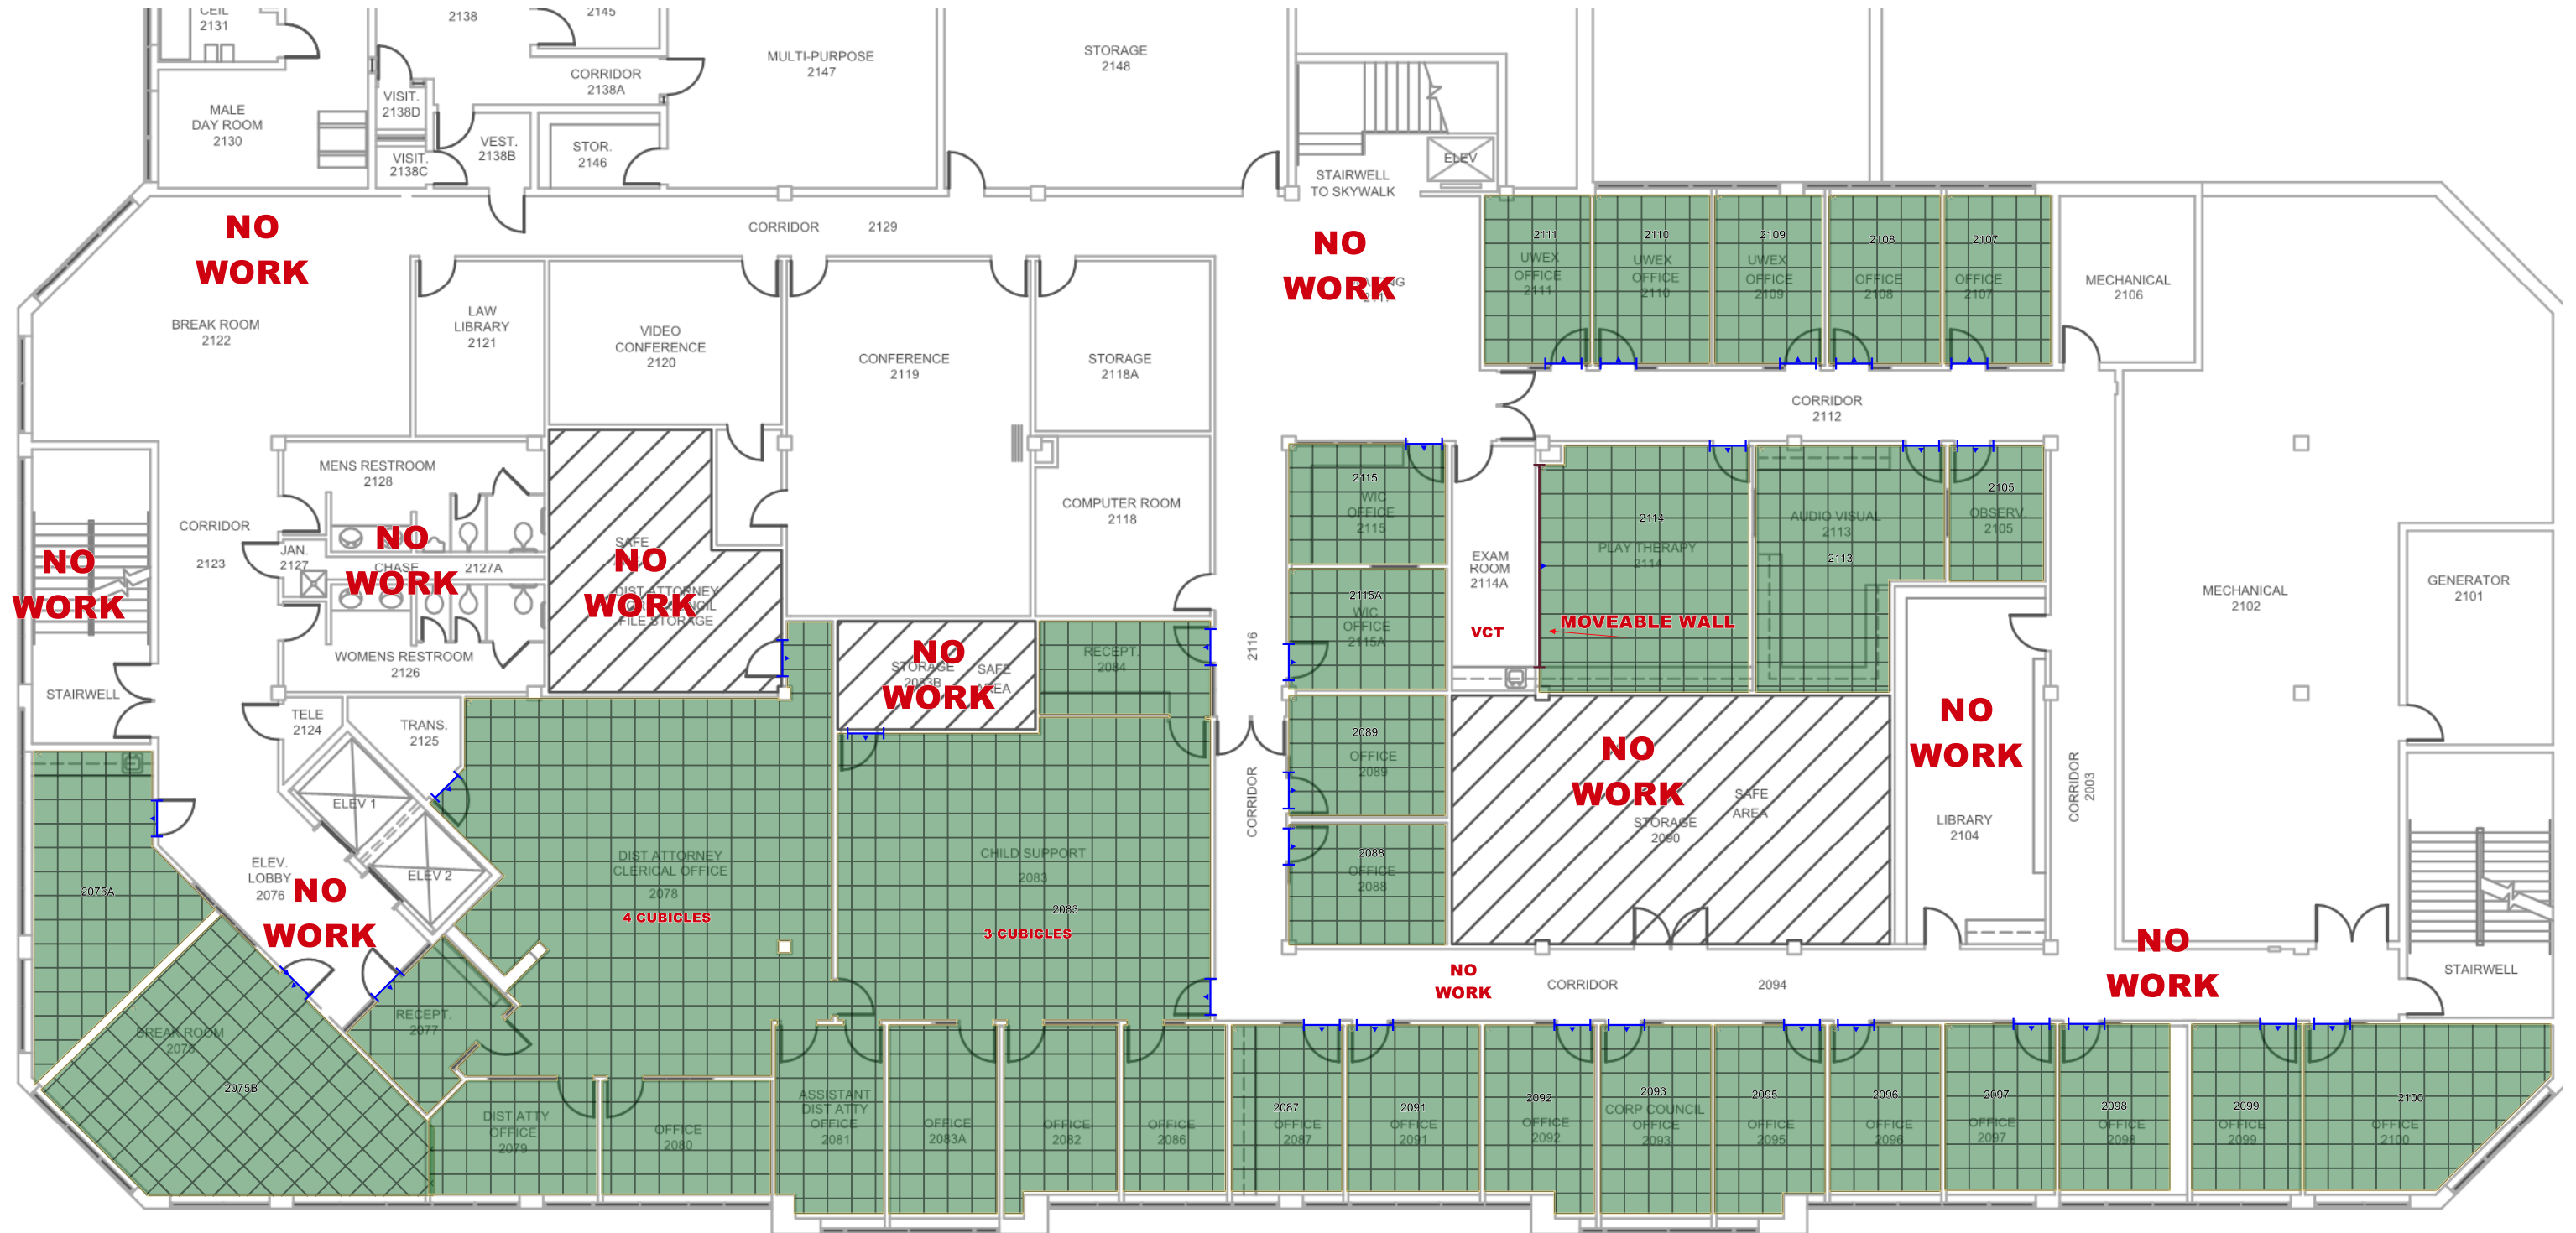 CEIL
2131
2138
2145
CORRIDOR
2138A
MULTI-PURPOSE
2147
STORAGE
2148
MALE
DAY ROOM
2130
VISIT.
2138D
VISIT.
2138C
VEST.
2138B
STOR.
2146
ELEV
STAIRWELL
TO SKYWALK
NO
WORK
CORRIDOR 2129
NO
WORK
2111
UWEX
OFFICE
2111
2110
UWEX
OFFICE
2110
2109
UWEX
OFFICE
2109
2108
OFFICE
2108
2107
OFFICE
2107
MECHANICAL
2106
BREAK ROOM
2122
LAW
LIBRARY
2121
VIDEO
CONFERENCE
2120
CONFERENCE
2119
STORAGE
2118A
CORRIDOR
2112
MENS RESTROOM
2128
COMPUTER ROOM
2118
2115
WIC
OFFICE
2115
EXAM
ROOM
2114A
VCT
2114
PLAY THERAPY
2114
MOVEABLE WALL
AUDIO VISUAL
2113
2113
2105
OBSERV.
2105
MECHANICAL
2102
GENERATOR
2101
CORRIDOR
2123
JAN.
2127
CHASE 2127A
NO
WORK
NO
WORK
SAFE
NO
WORK
DIST ATTORNEY
FILE STORAGE
2115A
WIC
OFFICE
2115A
2116
WOMENS RESTROOM
2126
STAIRWELL
TELE
2124
TRANS.
2125
STORAGE
2083B
SAFE
AREA
NO
WORK
RECEPT.
2084
2089
OFFICE
2089
NO
WORK
SAFE
AREA
STORAGE
2090
NO
WORK
LIBRARY
2104
CORRIDOR
2003
CORRIDOR
ELEV 1
ELEV 2
2075A
ELEV.
LOBBY
2076
NO
WORK
DIST ATTORNEY
CLERICAL OFFICE
2078
4 CUBICLES
CHILD SUPPORT
2083
2083
3 CUBICLES
2088
OFFICE
2088
NO
WORK
CORRIDOR 2094
NO
WORK
STAIRWELL
BREAK ROOM
2075
2075B
RECEPT.
2077
DIST ATTY
OFFICE
2079
OFFICE
2080
ASSISTANT
DIST ATTY
OFFICE
2081
OFFICE
2083A
OFFICE
2082
OFFICE
2086
2087
OFFICE
2087
2091
OFFICE
2091
2092
OFFICE
2092
2093
CORP COUNCIL
OFFICE
2093
2095
OFFICE
2095
2096
OFFICE
2096
2097
OFFICE
2097
2098
OFFICE
2098
2099
OFFICE
2099
2100
OFFICE
2100